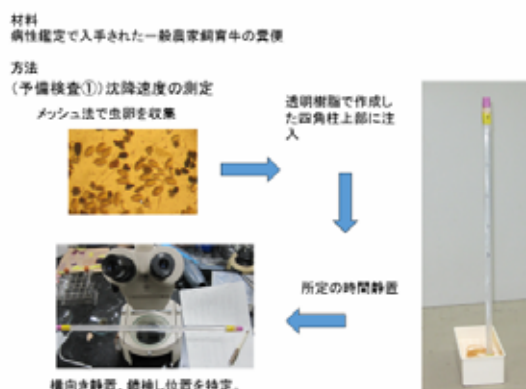 材料
病性鑑定で入手された一般農家飼育牛の糞便
方法
(予備検査①)沈降速度の測定
メッシュ法で虫卵を収集
透明樹脂で作成し
た四角柱上部に注
入
所定の時間静置
横向き静置、鏡検し位置を特定。